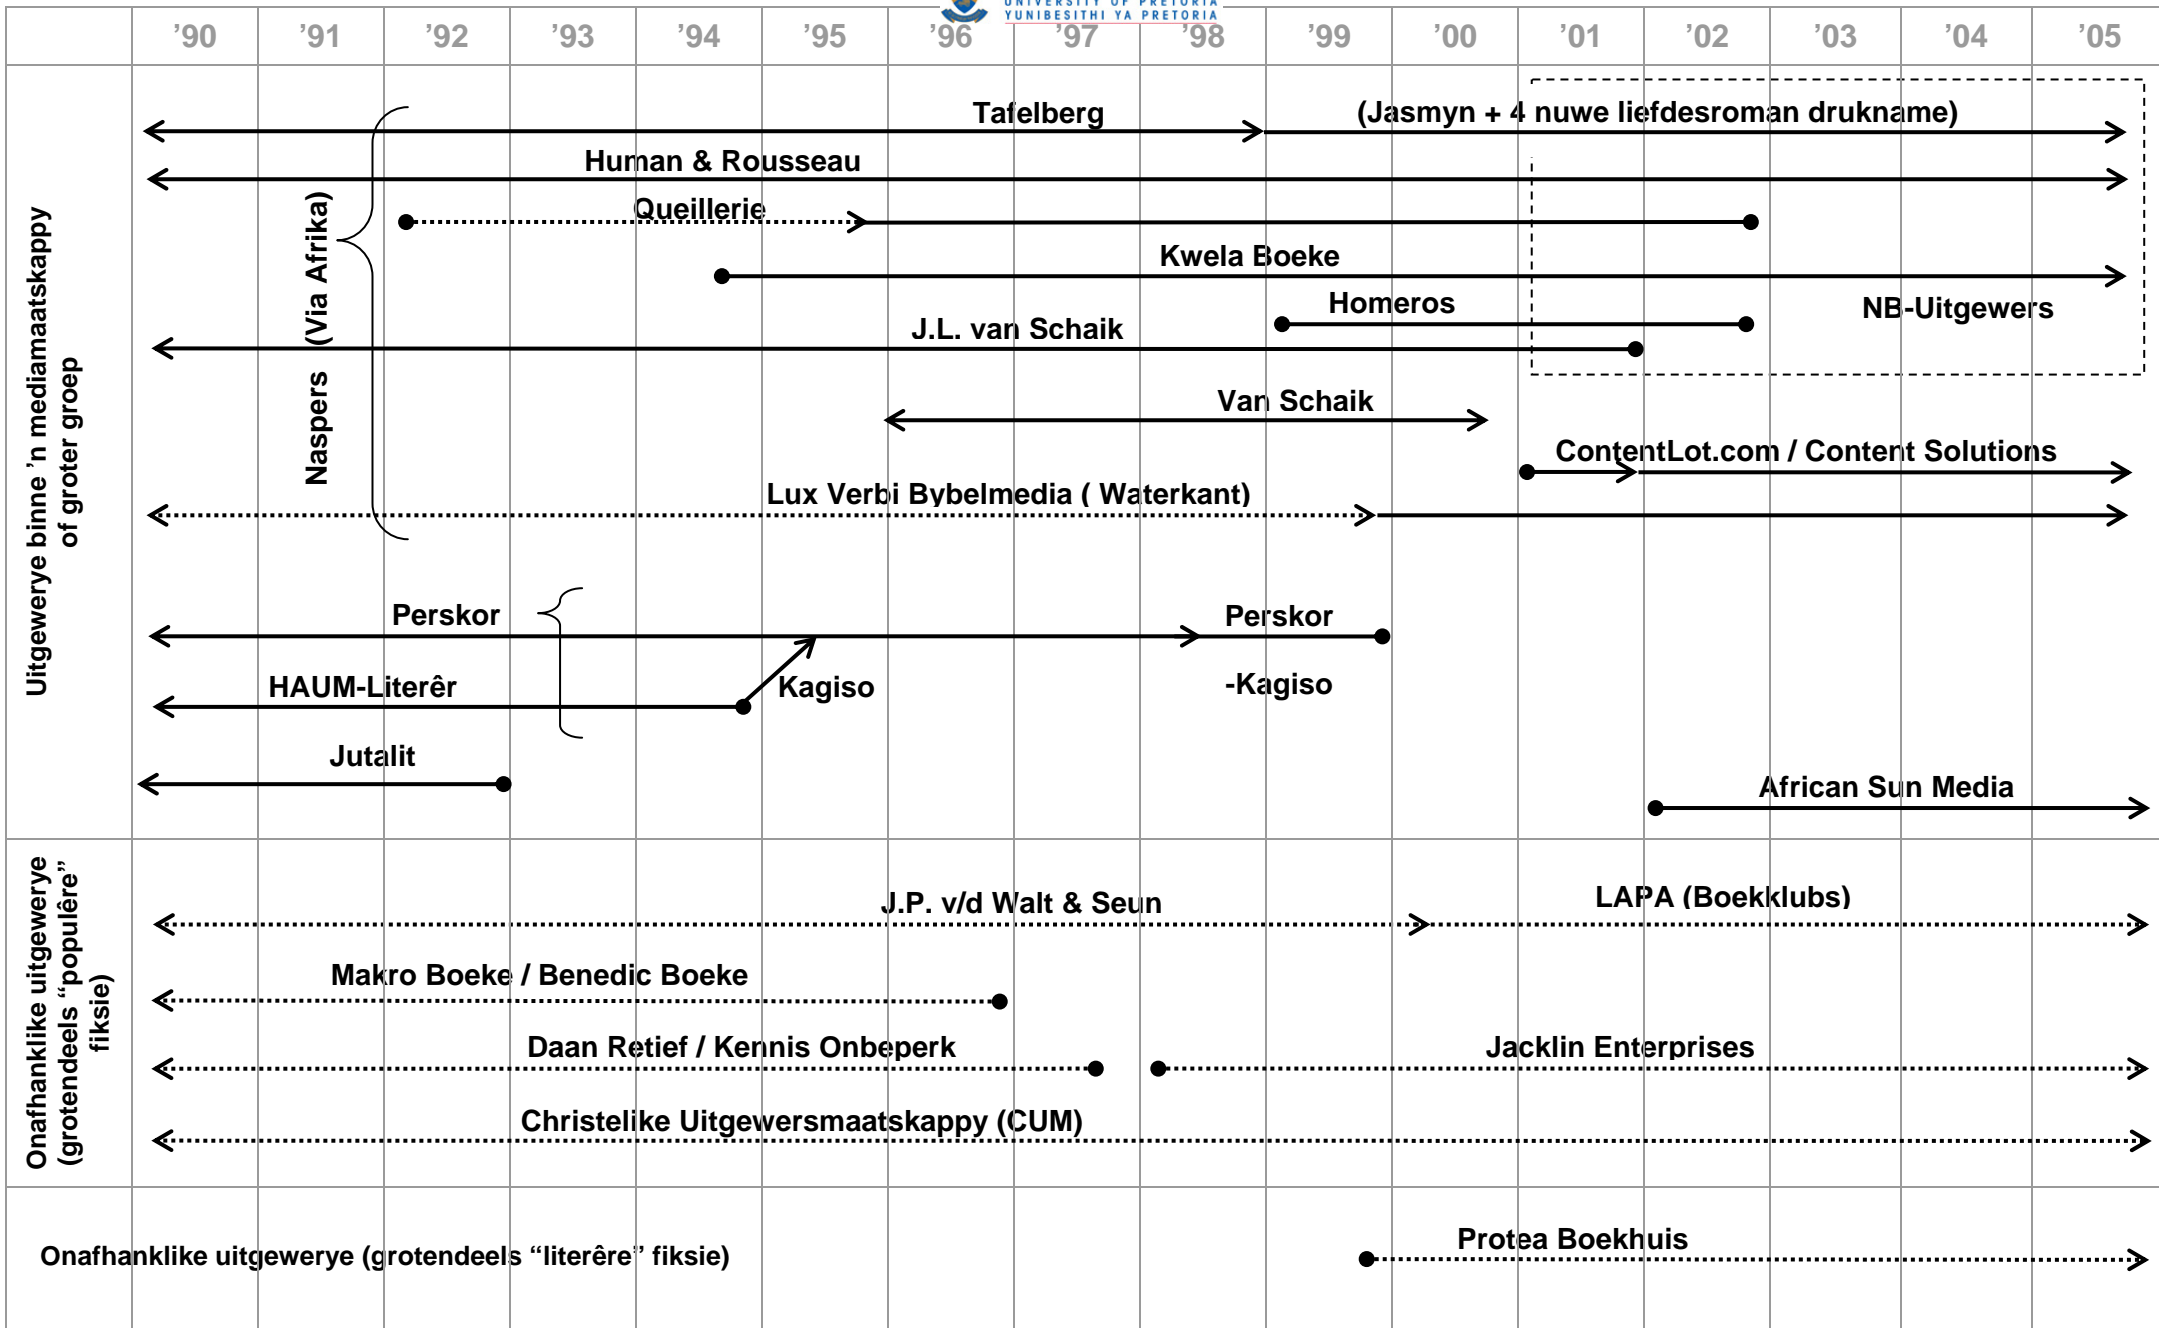 UNIVERSITY OF PRETORIA
YUNIBESITHI YA PRETORIA
’90 ’91 ’92 ’93 ’94 ’95 ’96 ’97 ’98 ’99 ’00 ’01 ’02 ’03 ’04 ’05
Uitgewerye binne ’n mediamaatskappy
of groter groep
Naspers (Via Afrika)
Tafelberg
(Jasmyn + 4 nuwe liefdesroman drukname)
Human & Rousseau
Queillerie
Kwela Boeke
Homeros
NB-Uitgewers
J.L. van Schaik
Van Schaik
ContentLot.com / Content Solutions
Lux Verbi Bybelmedia ( Waterkant)
Perskor
Perskor
HAUM-Literêr
Kagiso
-Kagiso
Jutalit
African Sun Media
Onafhanklike uitgewerye
(grotendeels “populêre”
fiksie)
J.P. v/d Walt & Seun
LAPA (Boekklubs)
Makro Boeke / Benedic Boeke
Daan Retief / Kennis Onbeperk
Jacklin Enterprises
Christelike Uitgewersmaatskappy (CUM)
Protea Boekhuis
Onafhanklike uitgewerye (grotendeels “literêre” fiksie)